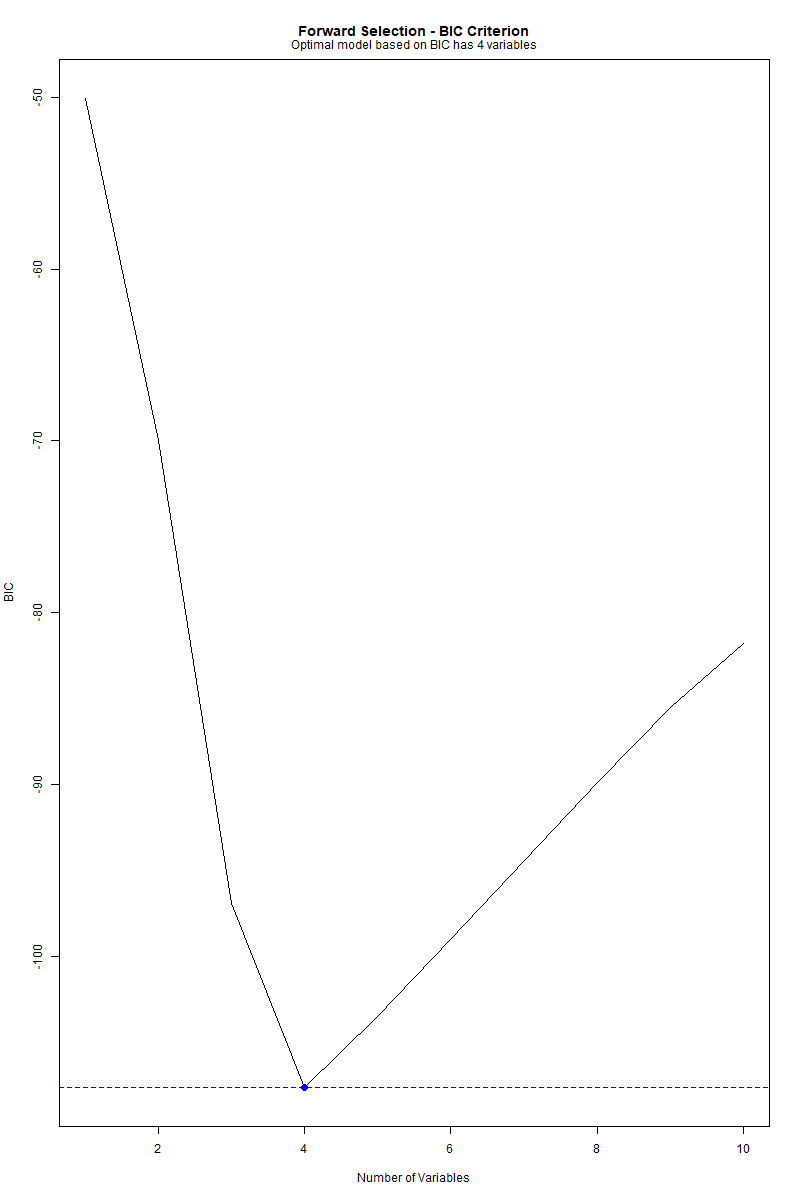 Forward Selection - BIC Criterion
Optimal model based on BIC has 4 variables
-50
-60
-70
-80
-90
-100
BIC
2
4
6
8
10
Number of Variables